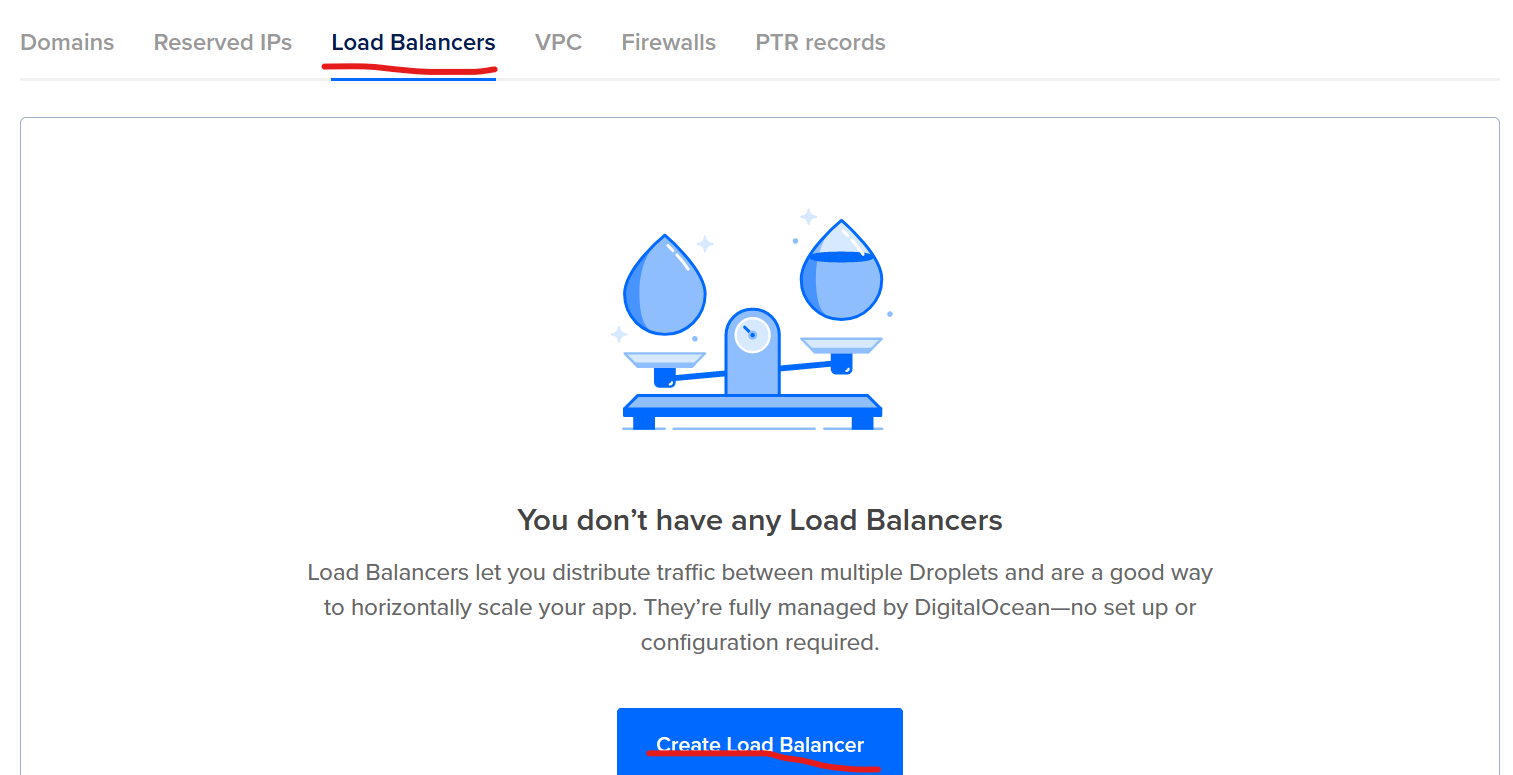 Domains Reserved IPs Load Balancers VPC Firewalls PTR records
You don’t have any Load Balancers
Load Balancers let you distribute traffic between multiple Droplets and are a good way
to horizontally scale your app. They’re fully managed by DigitalOcean—no set up or
configuration required.
Create Load Balancer